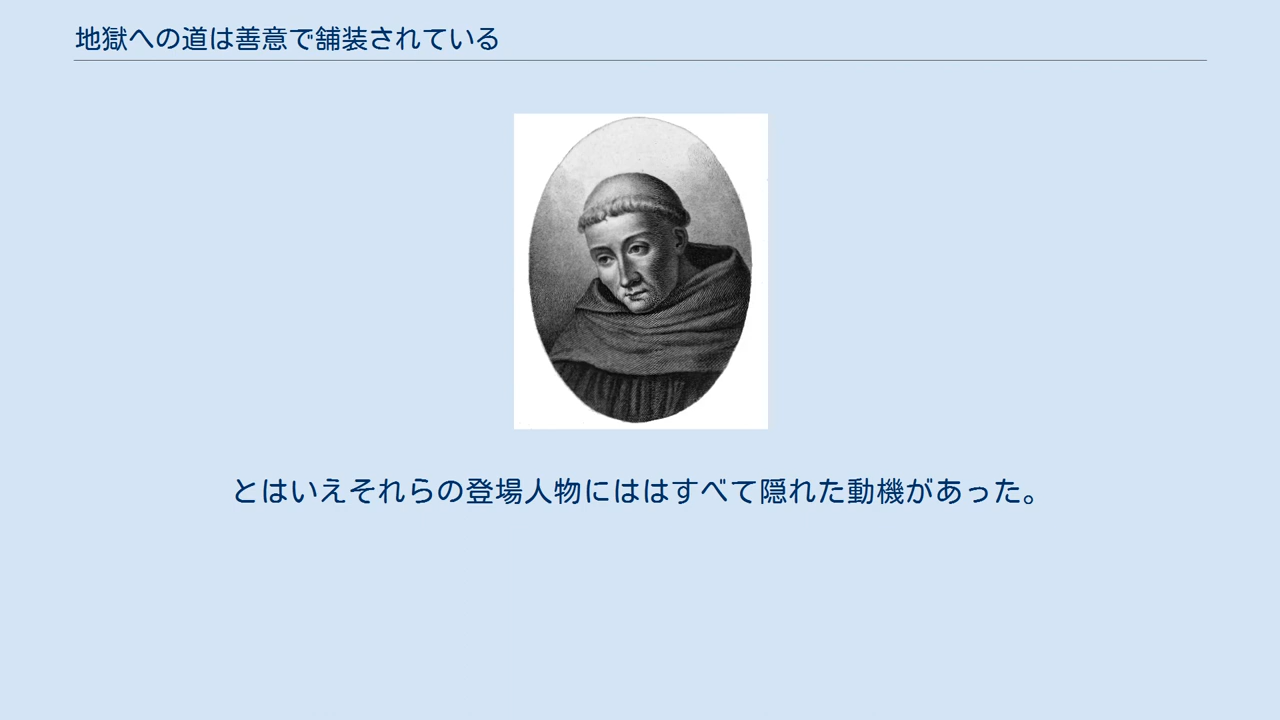 地獄への道は善意で舗装されている
とはいえそれらの登場人物にははすべて隠れた動機があった。